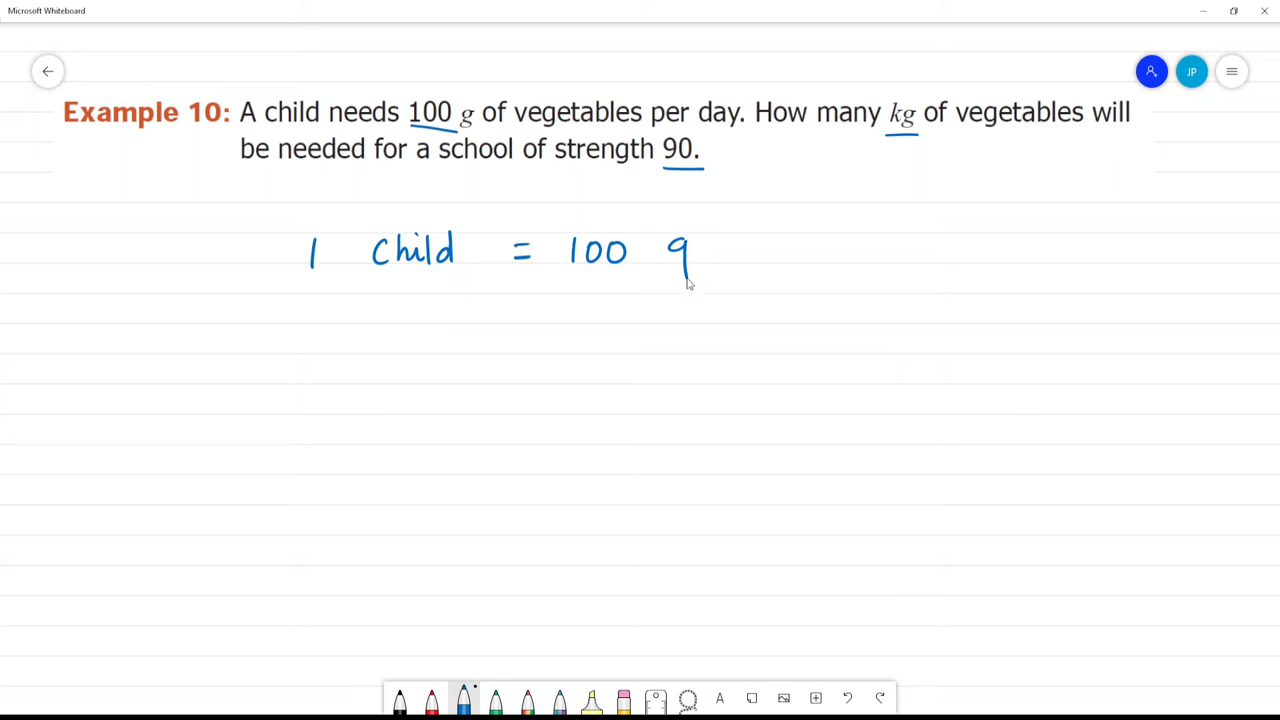 Microsoft Whiteboard
JP
Example 10: A child needs 100 g of vegetables per day. How many kg of vegetables will
be needed for a school of strength 90.
1 Child = 100 g
A